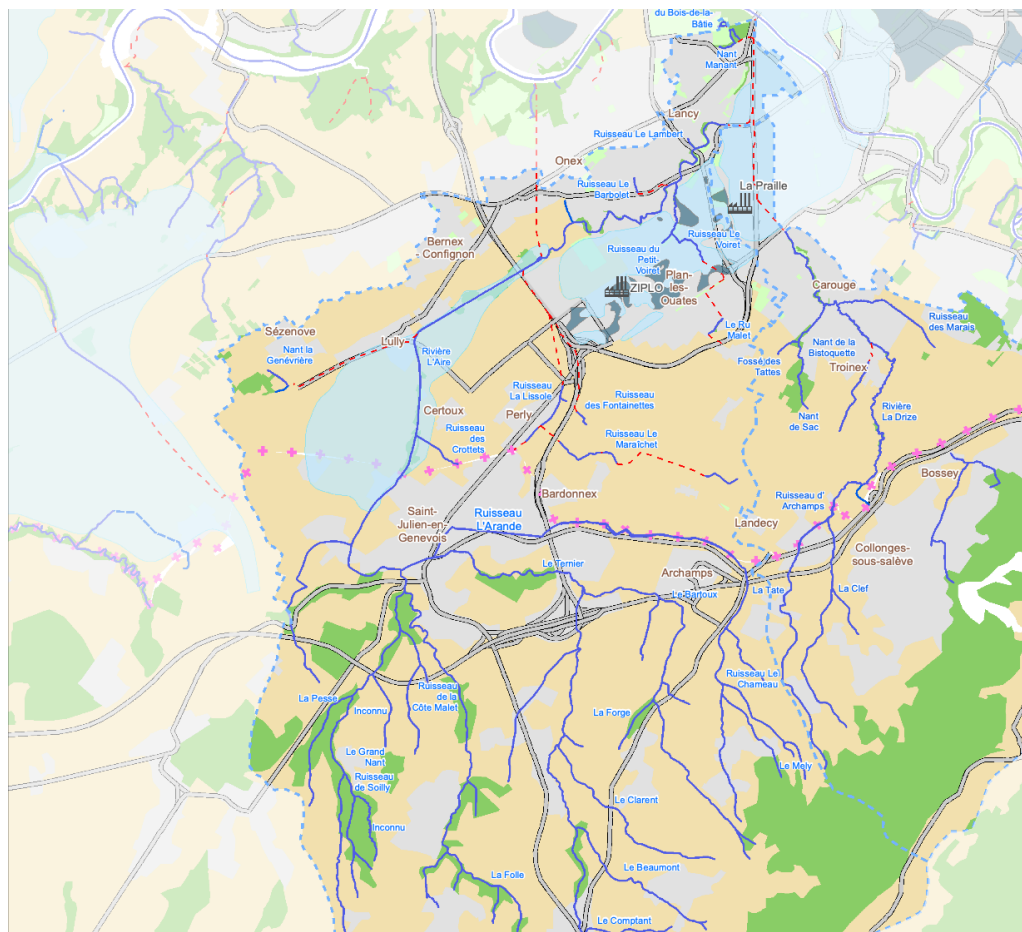 du Bois-de-la-
Bâtie
Nant
Manant
Lancy
Ruisseau Le Lambert
Onex
Ruisseau Le
Barbolet
La Praille
Ruisseau Le
Voiret
Ruisseau du
Petit-
Voiret
Bernex
Confignon
Plan-
les-
Ouates
ZIPLO
Carouge
Ruisseau
des Marais
Sézenove
Nant la
Genévrière
Lully
Rivière
L'Aire
Le Ru
Malet
Fossé des
Tattes
Nant de la
Bistoquette
Troinex
Ruisseau
La Lissole
Ruisseau
des Fontainettes
Certoux
Perly
Ruisseau
des
Crottets
Ruisseau Le
Maraîchet
Nant
de Sac
Rivière
La Drize
Bossey
Bardonnex
Ruisseau d'
Archamps
Saint-
Julien-en-
Genevois
Ruisseau
L'Arande
Landecy
Collonges-
sous-salève
Le Ternier
Archamps
Le Bartoux
La Tate
La Clef
La Pesse
Inconnu
Ruisseau
de la
Côte Malet
Ruisseau Le
Chameau
La Forge
Le Grand
Nant
Ruisseau
de Soilly
Le Mely
Le Clarent
Inconnu
La Folle
Le Beaumont
Le Comptant